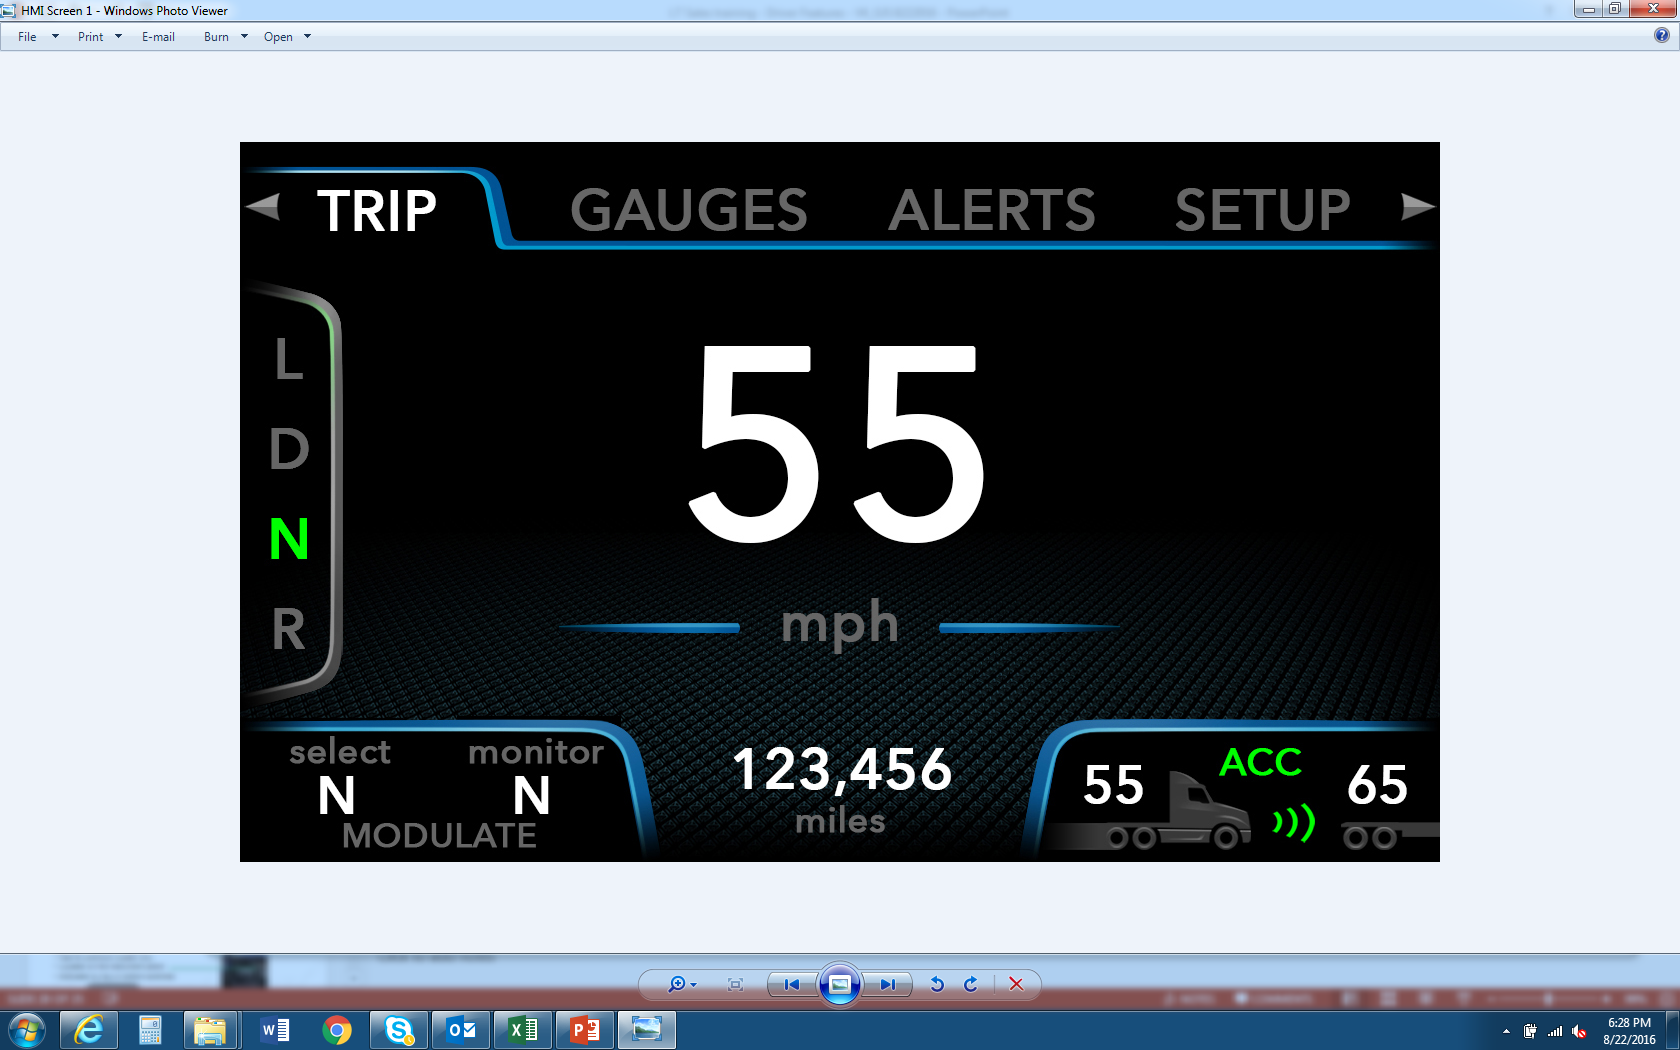 HMI Screen 1 - Windows Photo Viewer
File Print E-mail Burn Open
TRIP GAUGES ALERTS SETUP
L
D
N
R
55
mph
select monitor
N N
MODULATE
123,456
miles
55 ACC 65
6:28 PM
8/22/2016